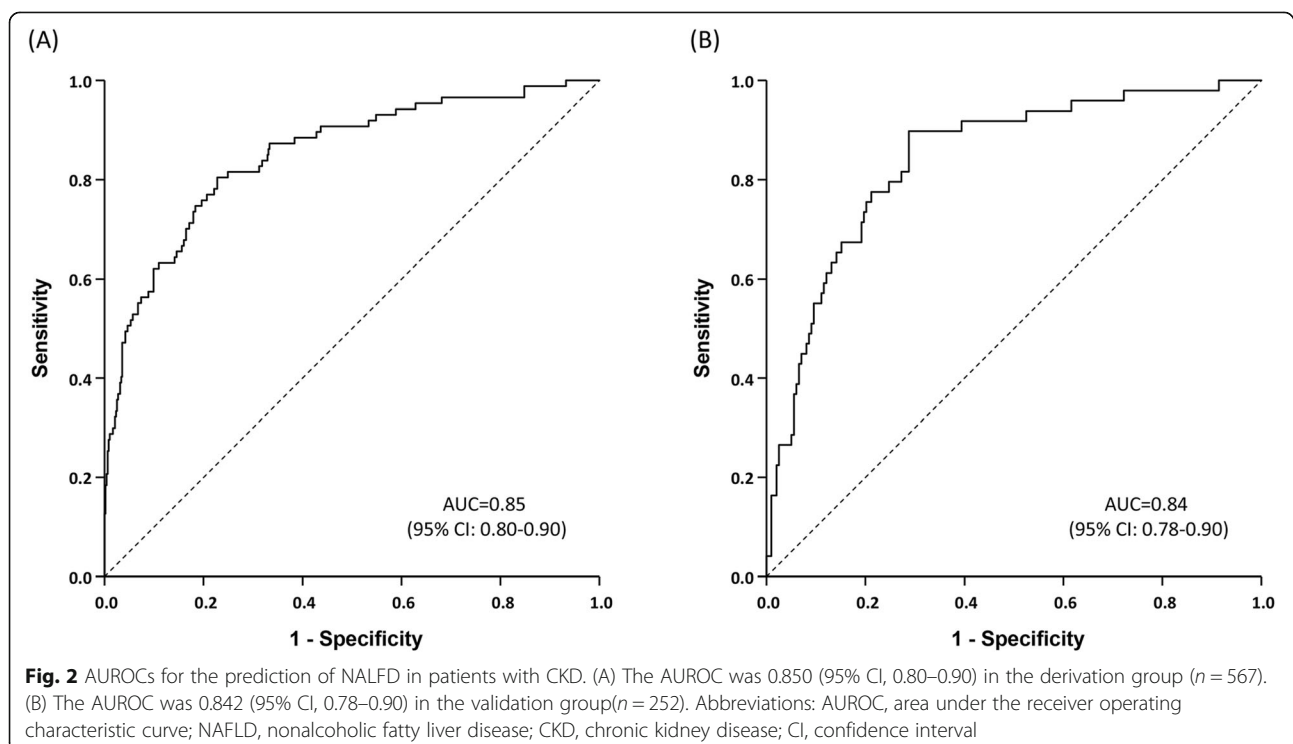 (A)
1.0
0.8
0.6
0.4
0.2
0.0
Sensitivity
0.0 0.2 0.4 0.6 0.8 1.0
1 - Specificity
AUC=0.85
(95% CI: 0.80-0.90)
(B)
1.0
0.8
0.6
0.4
0.2
0.0
Sensitivity
0.0 0.2 0.4 0.6 0.8 1.0
1 - Specificity
AUC=0.84
(95% CI: 0.78-0.90)
Fig. 2 AUROCs for the prediction of NALFD in patients with CKD. (A) The AUROC was 0.850 (95% CI, 0.80–0.90) in the derivation group (n = 567).
(B) The AUROC was 0.842 (95% CI, 0.78–0.90) in the validation group(n = 252). Abbreviations: AUROC, area under the receiver operating
characteristic curve; NAFLD, nonalcoholic fatty liver disease; CKD, chronic kidney disease; CI, confidence interval